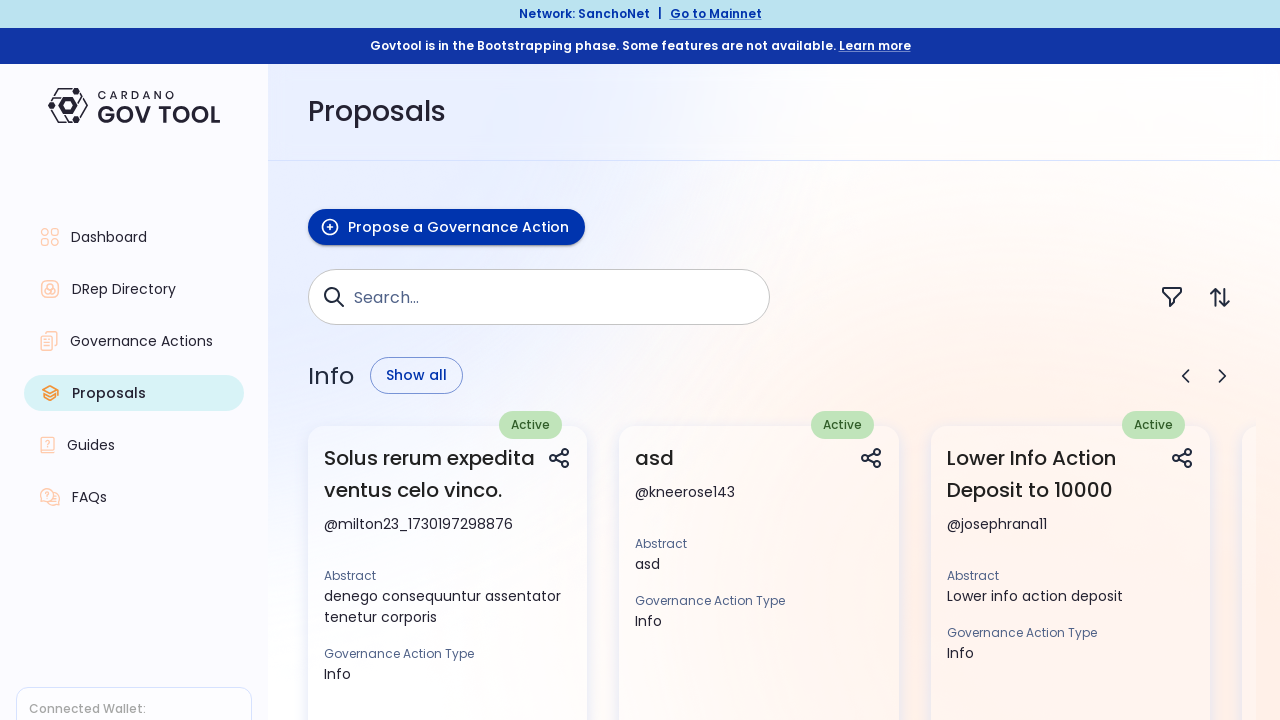 Network: SanchoNet | Go to Mainnet
Govtool is in the Bootstrapping phase. Some features are not available. Learn more
CARDANO
GOV TOOL
Dashboard
DRep Directory
Governance Actions
Proposals
Guides
FAQs
Connected Wallet:
Proposals
Propose a Governance Action
Search...
Info
Show all
Active
Solus rerum expedita
ventus celo vinco.
@milton23_1730197298876
Abstract
denego consequuntur assentator
tenetur corporis
Governance Action Type
Info
Active
asd
@kneerose143
Abstract
asd
Governance Action Type
Info
Active
Lower Info Action
Deposit to 10000
@josephrana11
Abstract
Lower info action deposit
Governance Action Type
Info